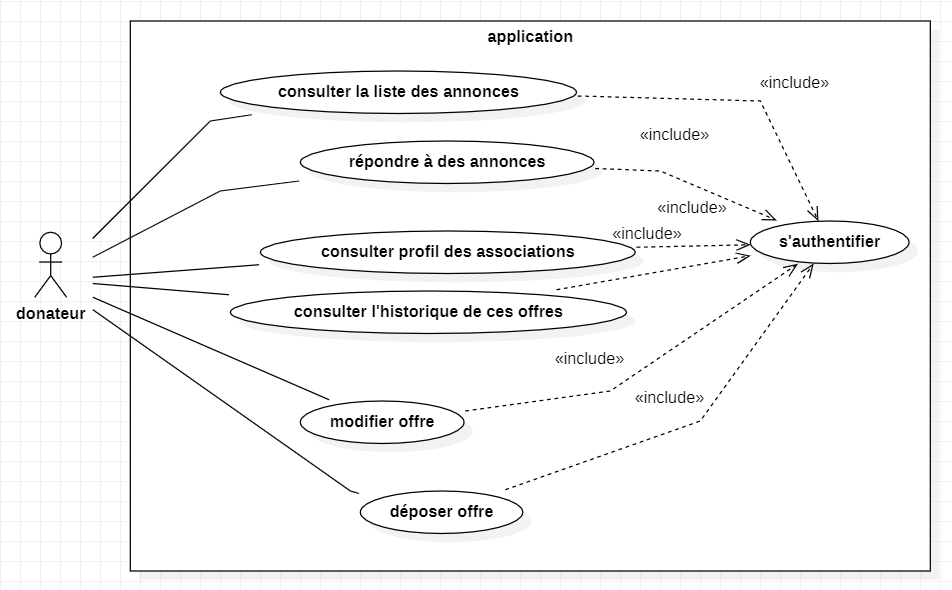 application
consulter la liste des annonces
«include»
«include»
répondre à des annonces
«include»
«include»
s'authentifier
consulter profil des associations
consulter l'historique de ces offres
donateur
«include»
«include»
modifier offre
déposer offre